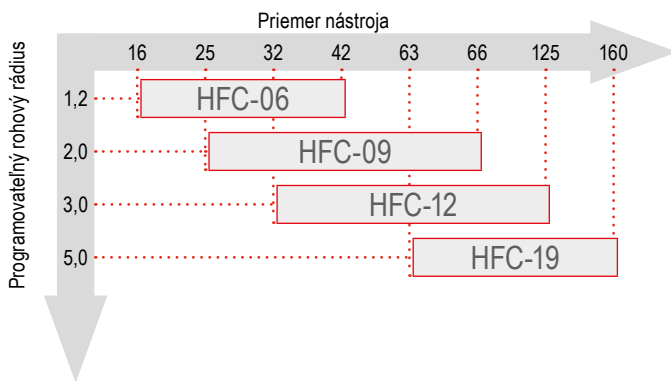 Priemer nástroja
16 25 32 42 63 66 125 160
Programovateľný rohový rádius
1,2 HFC-06
2,0 HFC-09
3,0 HFC-12
5,0 HFC-19